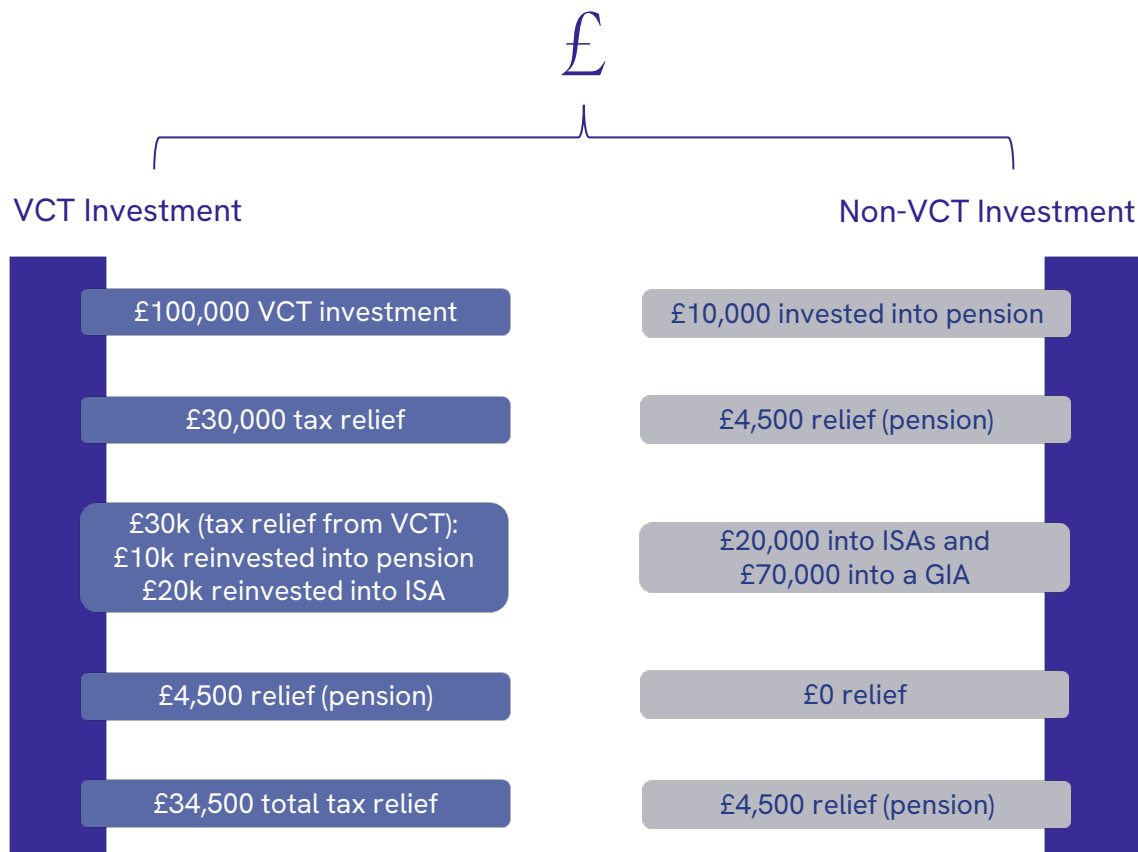 £
VCT Investment
Non-VCT Investment
£100,000 VCT investment
£10,000 invested into pension
£30,000 tax relief
£4,500 relief (pension)
£30k (tax relief from VCT):
£10k reinvested into pension
£20k reinvested into ISA
£20,000 into ISAs and
£70,000 into a GIA
£4,500 relief (pension)
£0 relief
£34,500 total tax relief
£4,500 relief (pension)